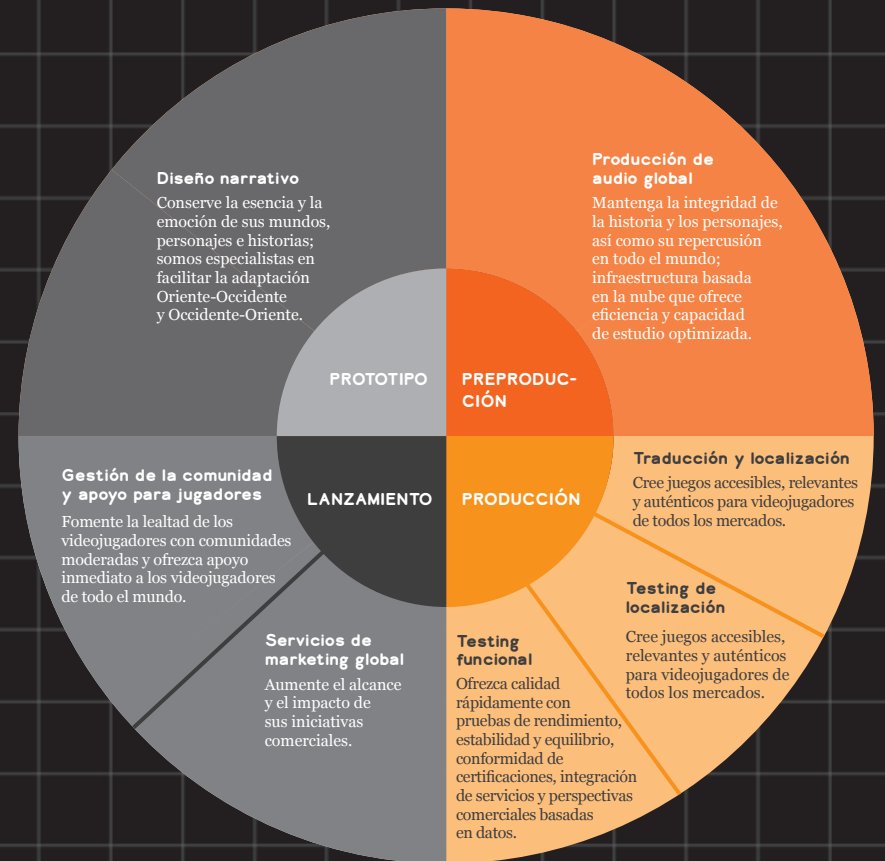 Diseño narrativo
Conserve la esencia y la
emoción de sus mundos,
personajes e historias;
somos especialistas en
facilitar la adaptación
Oriente-Occidente
y Occidente-Oriente.
Producción de
audio global
Mantenga la integridad de
la historia y los personajes,
así como su repercusión
en todo el mundo;
infraestructura basada
en la nube que ofrece
eficiencia y capacidad
de estudio optimizada.
PROTOTIPO
PREPRODUC-
CIÓN
LANZAMIENTO
PRODUCCIÓN
Traducción y localización
Cree juegos accesibles, relevantes
y auténticos para videojugadores
de todos los mercados.
Testing de
localización
Cree juegos accesibles,
relevantes y auténticos
para videojugadores de
todos los mercados.
Testing
funcional
Ofrezca calidad
rápidamente con
pruebas de rendimiento,
estabilidad y equilibrio,
conformidad de
certificaciones, integración
de servicios y perspectivas
comerciales basadas
en datos.
Servicios de
marketing global
Aumente el alcance
y el impacto de
sus iniciativas
comerciales.
Gestión de la comunidad
y apoyo para jugadores
Fomente la lealtad de los
videojugadores con comunidades
moderadas y ofrezca apoyo
inmediato a los videojugadores
de todo el mundo.